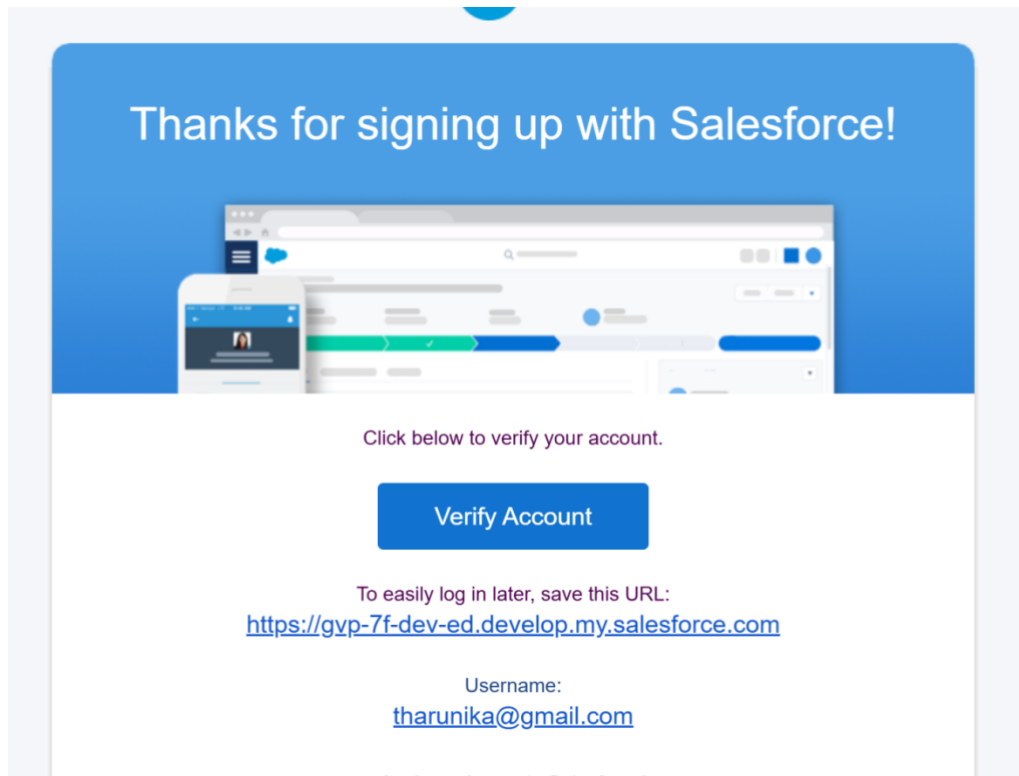 Thanks for signing up with Salesforce!
Click below to verify your account.
Verify Account
To easily log in later, save this URL:
https://gvp-7f-dev-ed.develop.my.salesforce.com
Username:
tharunika@gmail.com